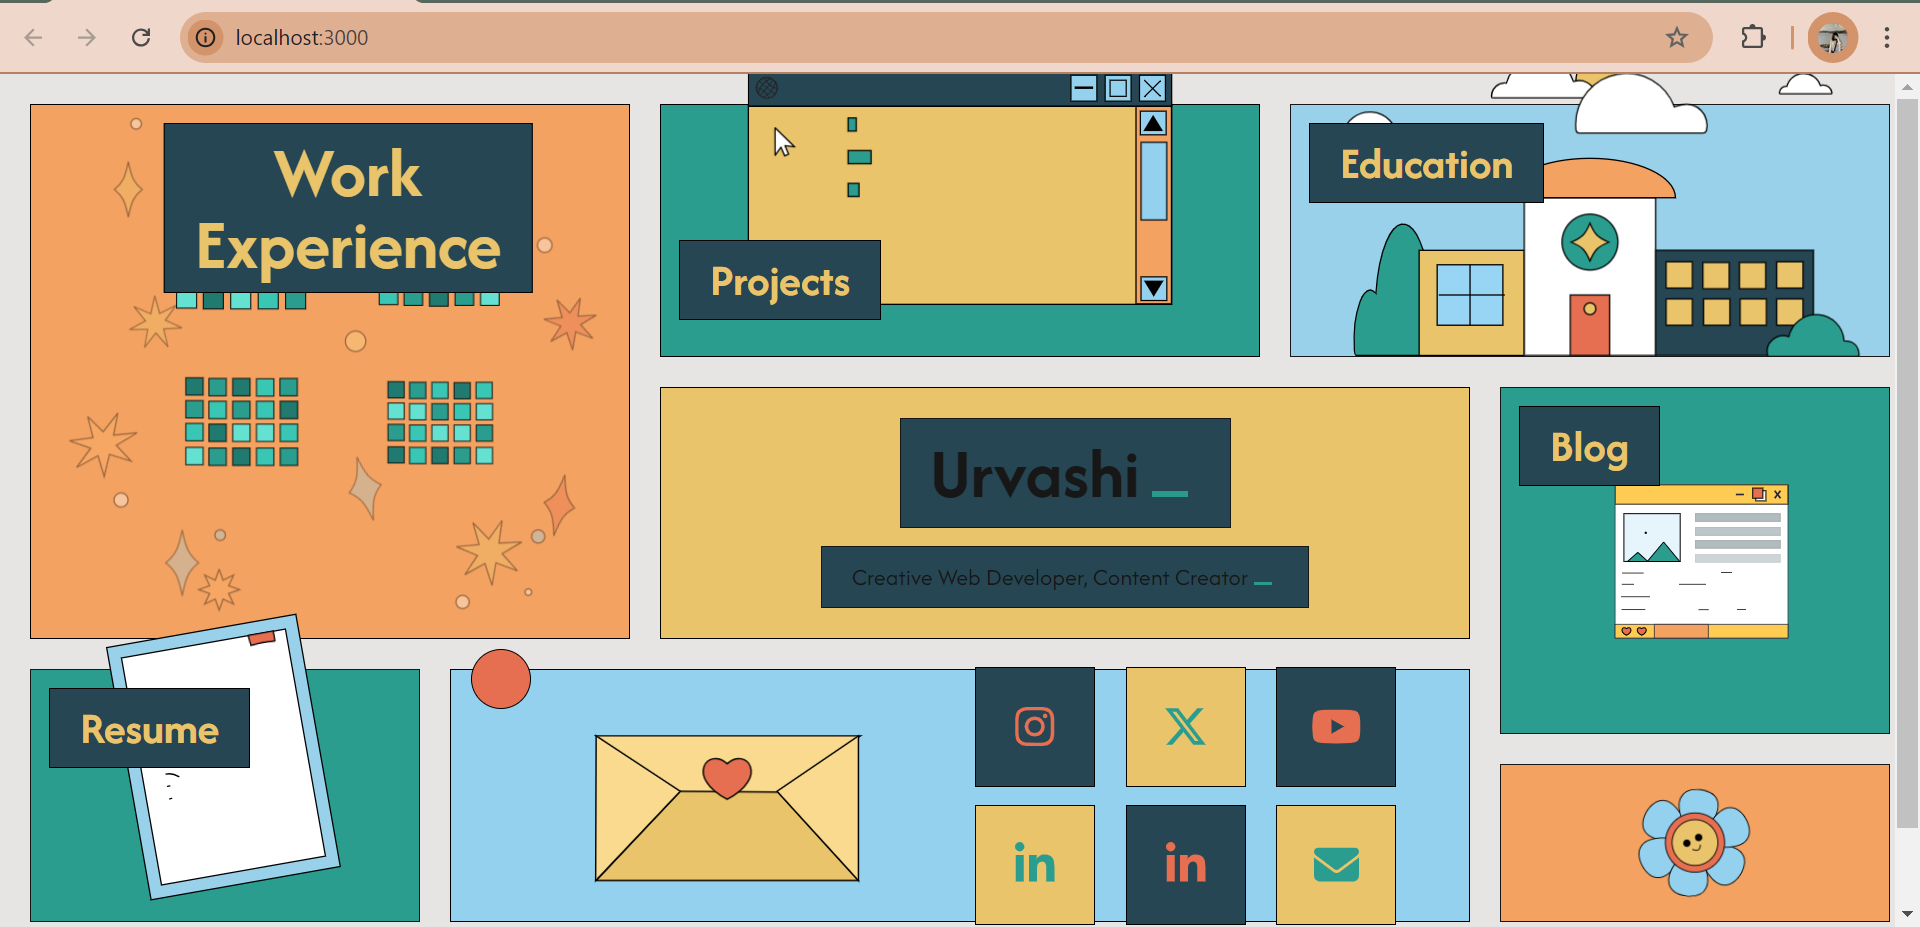 localhost:3000
Work
Experience
Projects
Education
Urvashi _
Creative Web Developer, Content Creator _
Blog
x
Resume
in
in